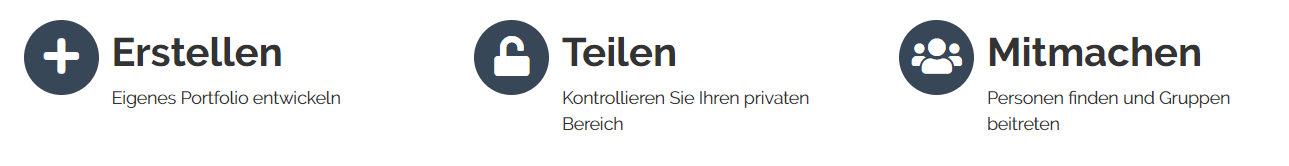 Erstellen
Eigenes Portfolio entwickeln
Teilen
Kontrollieren Sie Ihren privaten
Bereich
Mitmachen
Personen finden und Gruppen
beitreten